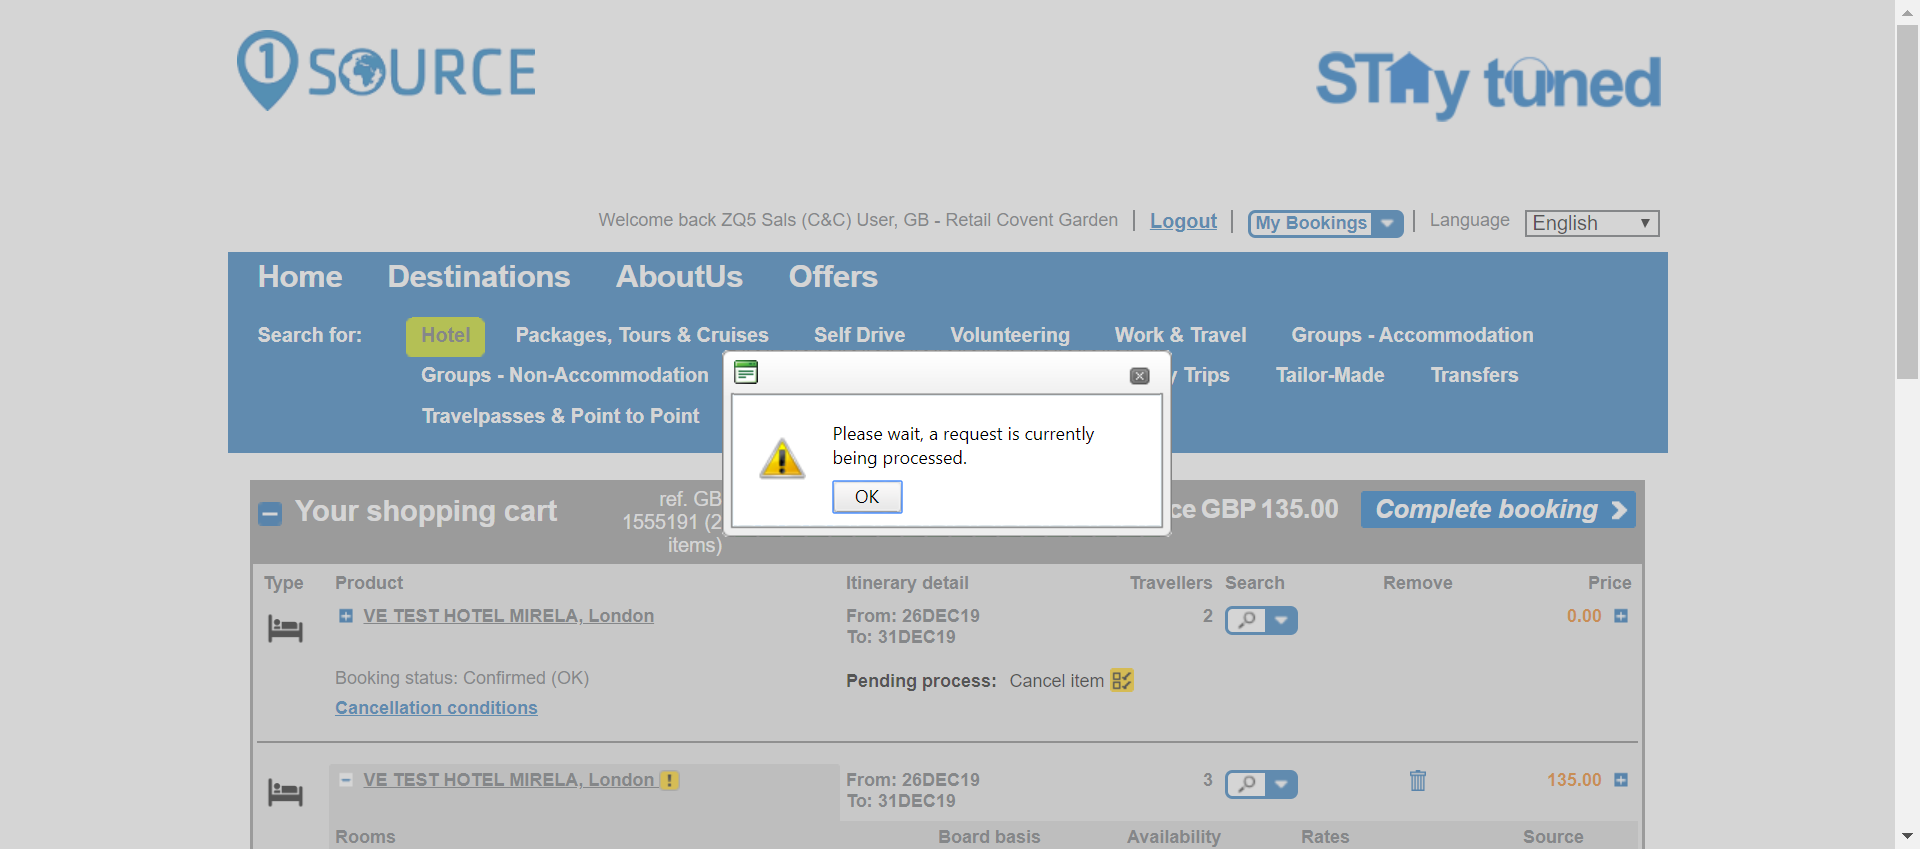 1 SOURCE
STAy tuned
Welcome back ZQ5 Sals (C&C) User, GB - Retail Covent Garden
Logout
My Bookings
Language
English
Home
Destinations
AboutUs
Offers
Search for:
Hotel
Packages, Tours & Cruises
Self Drive
Volunteering
Work & Travel
Groups - Accommodation
Groups - Non-Accommodation
Trips
Tailor-Made
Transfers
Travelpasses & Point to Point
Please wait, a request is currently
being processed.
OK
Your shopping cart
ref. GB
1555191 (2
items)
ce GBP 135.00
Complete booking
Type
Product
Itinerary detail
Travellers
Search
Remove
Price
VE TEST HOTEL MIRELA, London
From: 26DEC19
To: 31DEC19
2
0.00
Booking status: Confirmed (OK)
Pending process: Cancel item
Cancellation conditions
VE TEST HOTEL MIRELA, London
From: 26DEC19
To: 31DEC19
3
135.00
Rooms
Board basis
Availability
Rates
Source